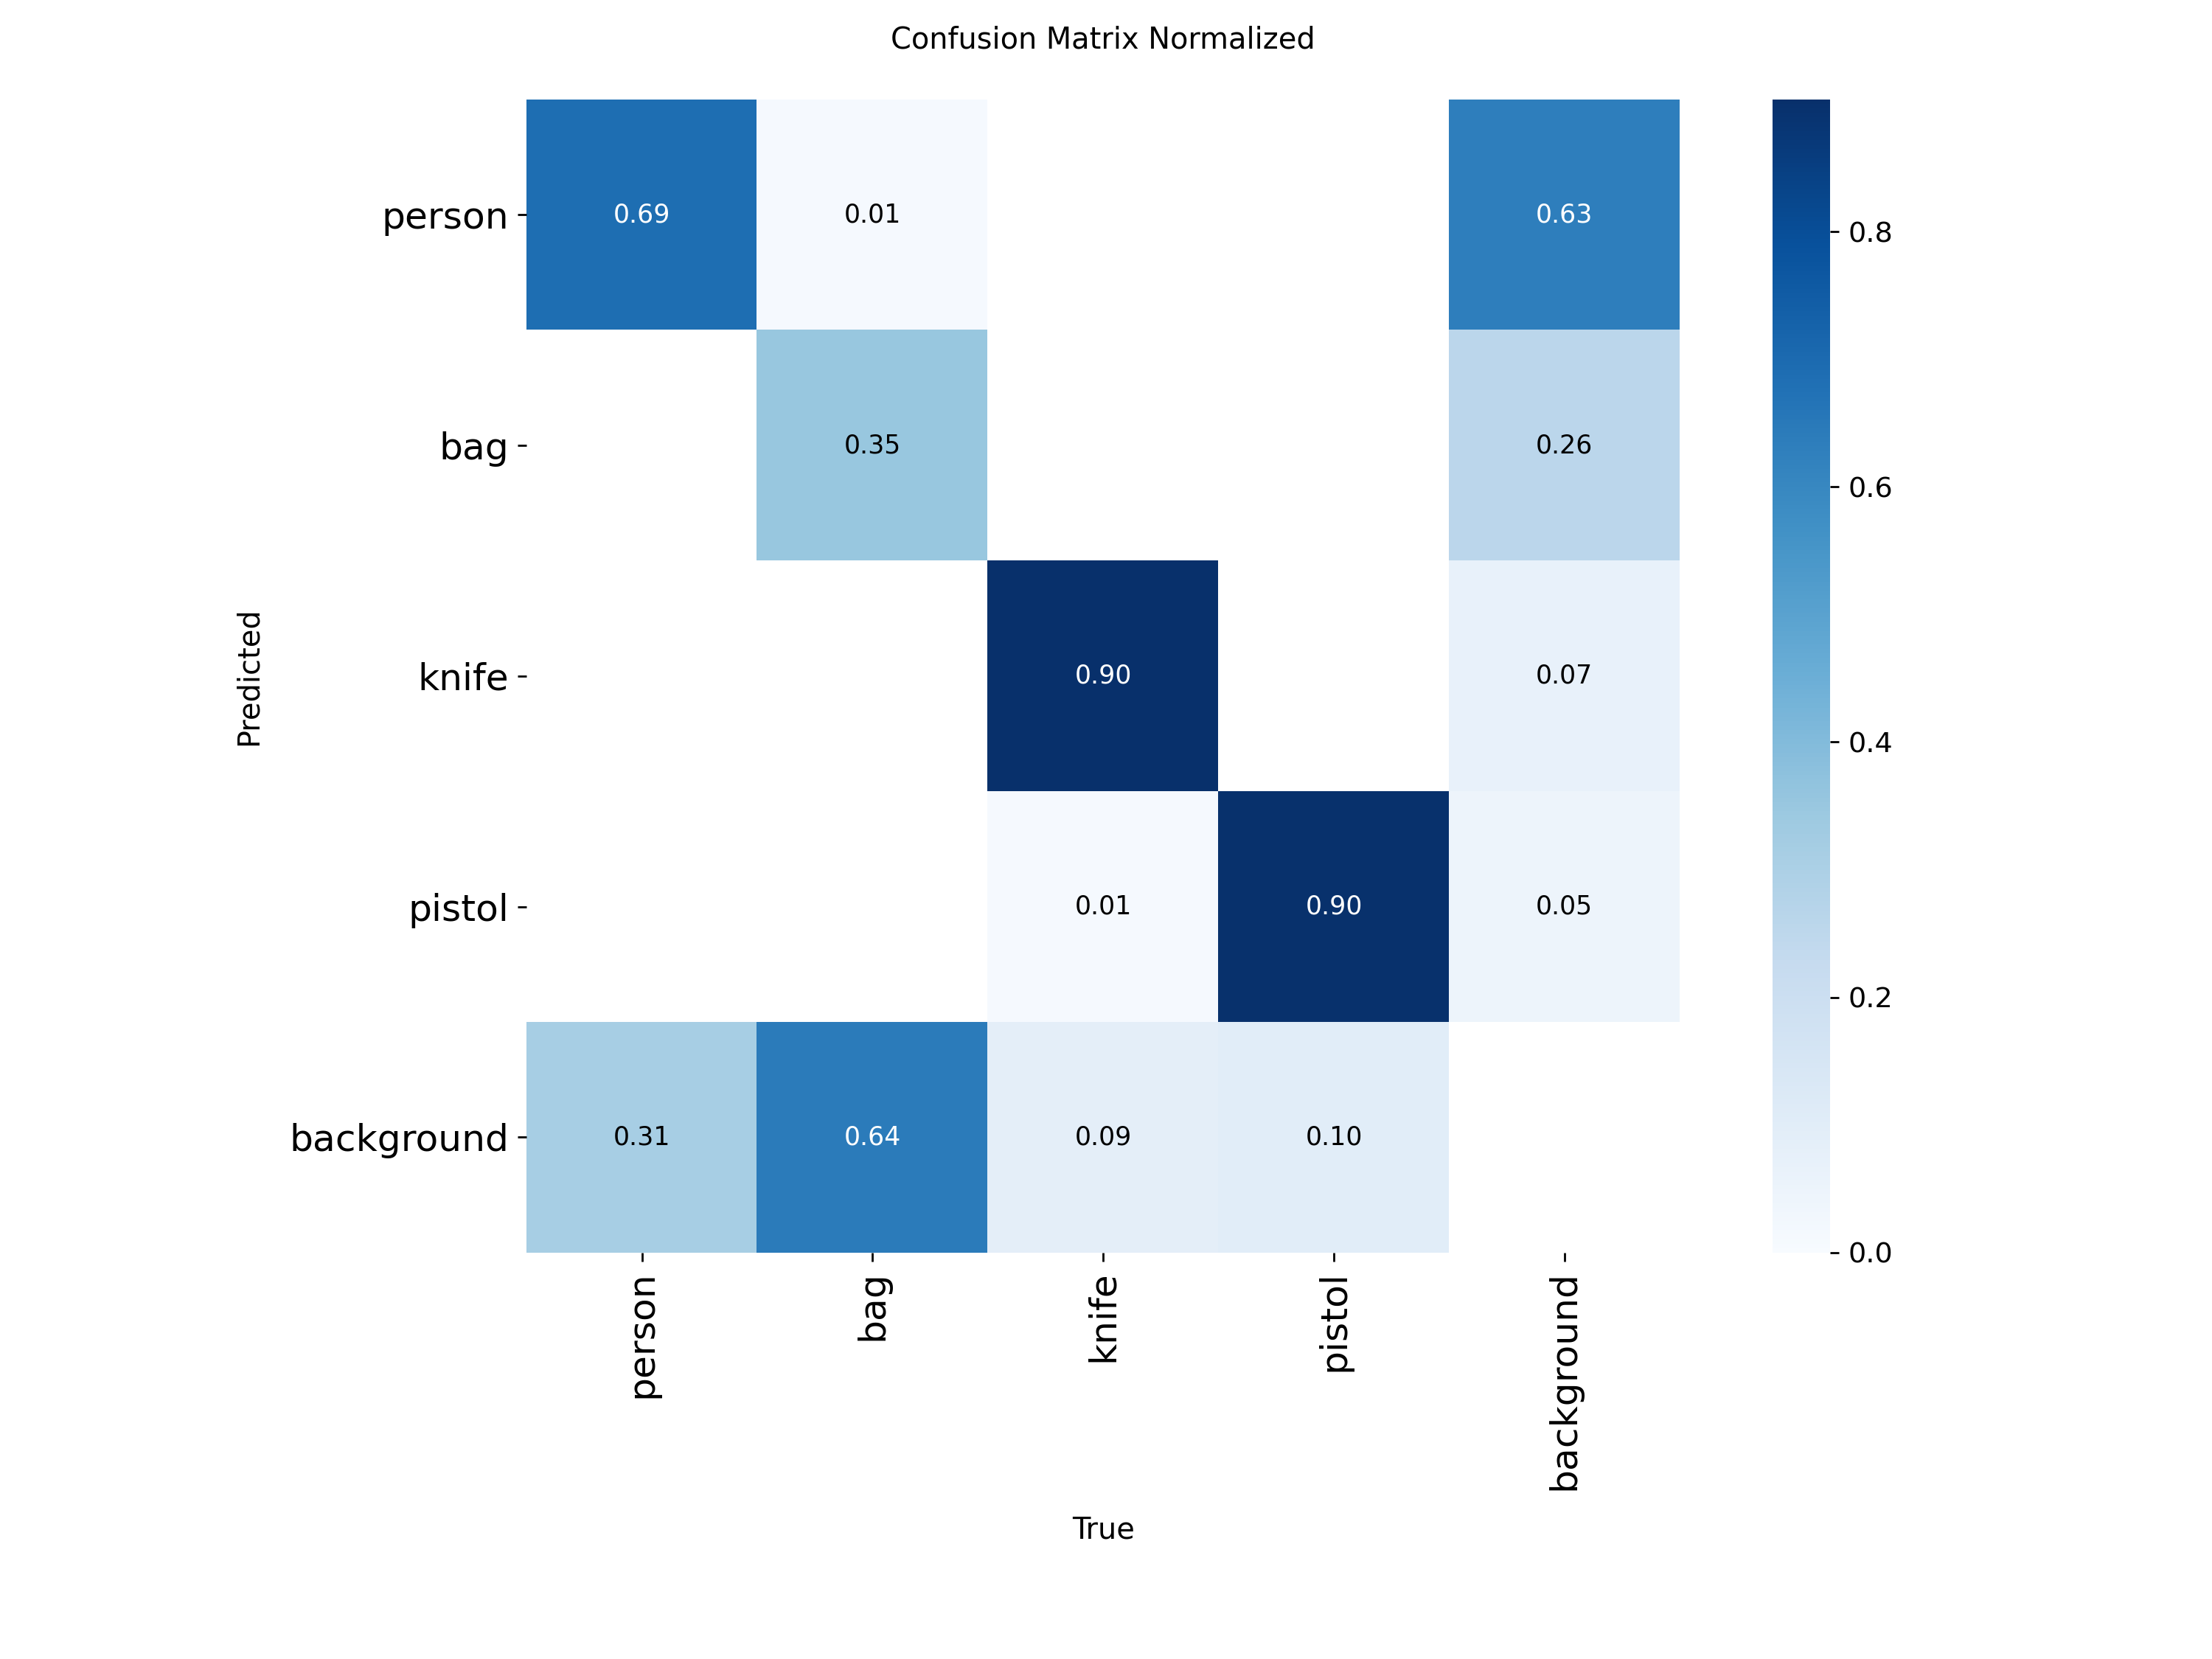 Confusion Matrix Normalized
person
0.69
0.01
0.63
bag
0.35
0.26
knife
0.90
0.07
pistol
0.01
0.90
0.05
background
0.31
0.64
0.09
0.10
Predicted
person
bag
knife
pistol
background
True
0.8
0.6
0.4
0.2
0.0